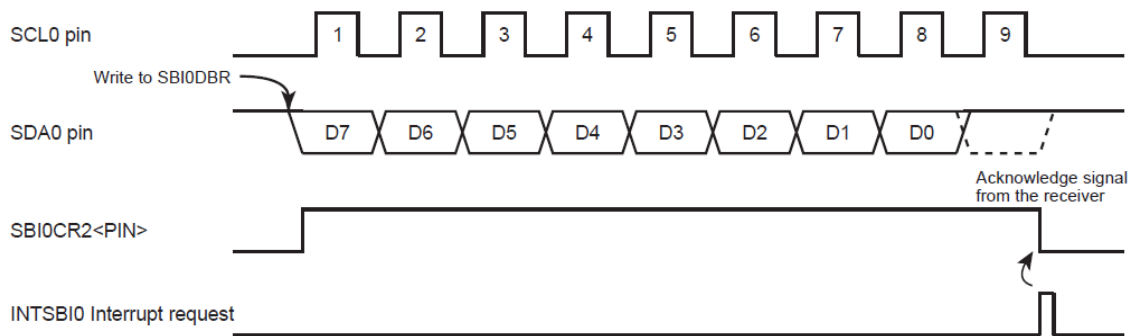 SCL0 pin
1 2 3 4 5 6 7 8 9
Write to SBI0DBR
SDA0 pin
D7 D6 D5 D4 D3 D2 D1 D0
Acknowledge signal
from the receiver
SBI0CR2<PIN>
INTSBI0 Interrupt request